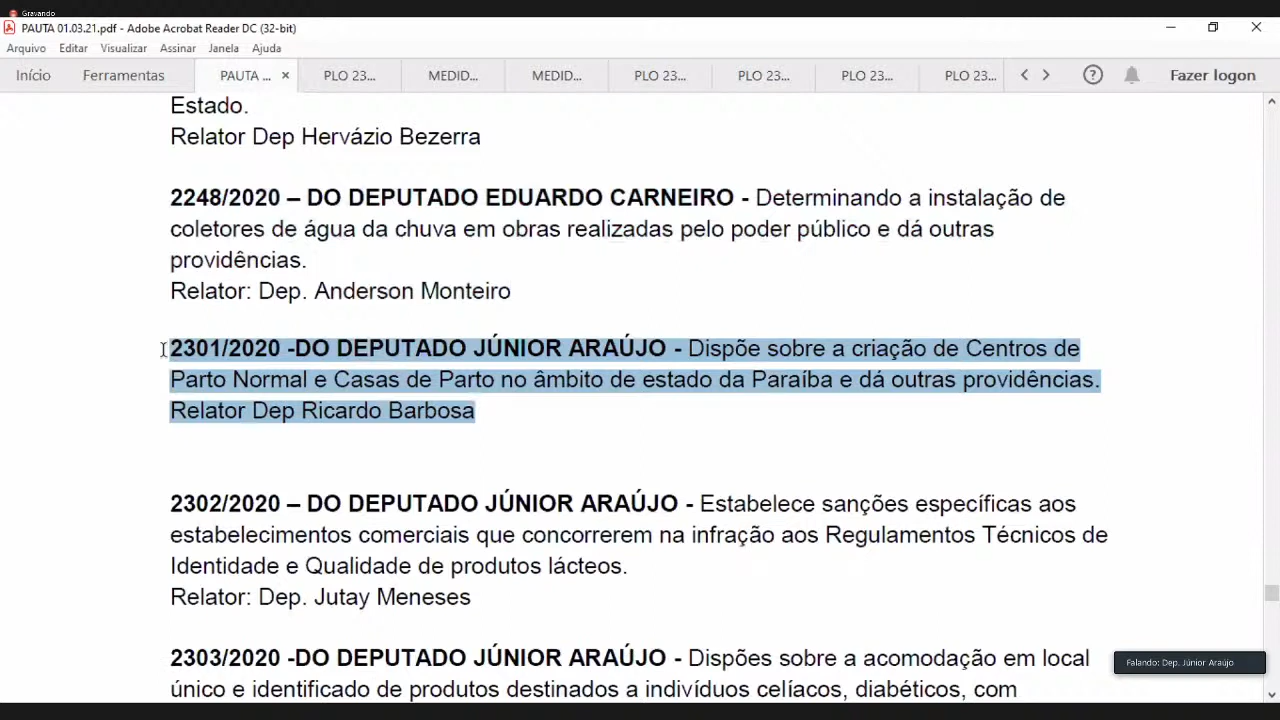 Gravando
PAUTA 01.03.21.pdf - Adobe Acrobat Reader DC (32-bit)
Arquivo Editar Visualizar Assinar Janela Ajuda
Início Ferramentas PAUTA ... × PLO 23... MEDID... MEDID... PLO 23... PLO 23... PLO 23... PLO 23... Fazer logon
Estado.
Relator Dep Hervázio Bezerra
2248/2020 – DO DEPUTADO EDUARDO CARNEIRO - Determinando a instalação de
coletores de água da chuva em obras realizadas pelo poder público e dá outras
providências.
Relator: Dep. Anderson Monteiro
2301/2020 -DO DEPUTADO JÚNIOR ARAÚJO - Dispõe sobre a criação de Centros de
Parto Normal e Casas de Parto no âmbito de estado da Paraíba e dá outras providências.
Relator Dep Ricardo Barbosa
2302/2020 – DO DEPUTADO JÚNIOR ARAÚJO - Estabelece sanções específicas aos
estabelecimentos comerciais que concorrerem na infração aos Regulamentos Técnicos de
Identidade e Qualidade de produtos lácteos.
Relator: Dep. Jutay Meneses
2303/2020 -DO DEPUTADO JÚNIOR ARAÚJO - Dispões sobre a acomodação em local
único e identificado de produtos destinados a indivíduos celíacos, diabéticos, com
Falando: Dep. Júnior Araújo